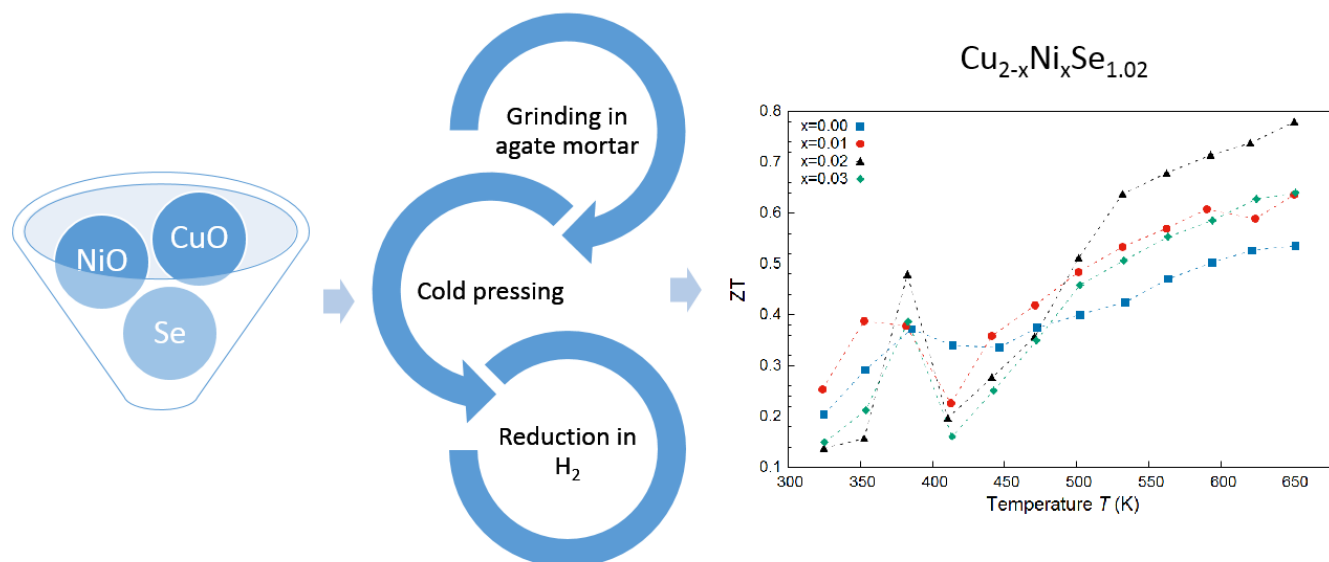 NiO
CuO
Se
Grinding in
agate mortar
Cold pressing
Reduction in
H₂
Cu₂₋ₓNiₓSe₁.₀₂
x=0.00
x=0.01
x=0.02
x=0.03
ZT
0.8
0.7
0.6
0.5
0.4
0.3
0.2
0.1
300 350 400 450 500 550 600 650
Temperature T (K)